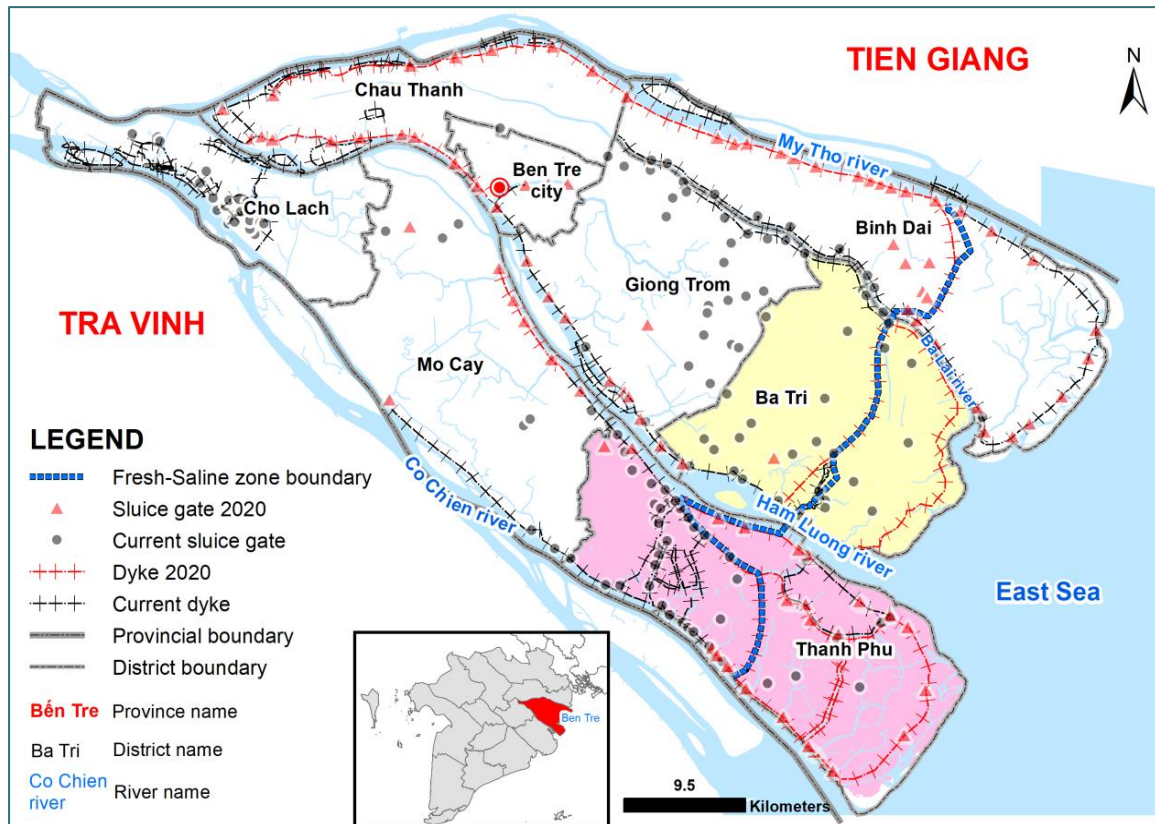 TIEN GIANG
N
Chau Thanh
My Tho river
Ben Tre
city
Cho Lach
Binh Dai
Giong Trom
TRA VINH
Mo Cay
Ba Lai river
Ba Tri
LEGEND
Fresh-Saline zone boundary
Sluice gate 2020
Current sluice gate
Dyke 2020
Current dyke
Provincial boundary
District boundary
Bến Tre Province name
Ba Tri District name
Co Chien
river River name
Co Chien river
Ham Luong river
East Sea
Thanh Phu
Ben Tre
9.5
Kilometers